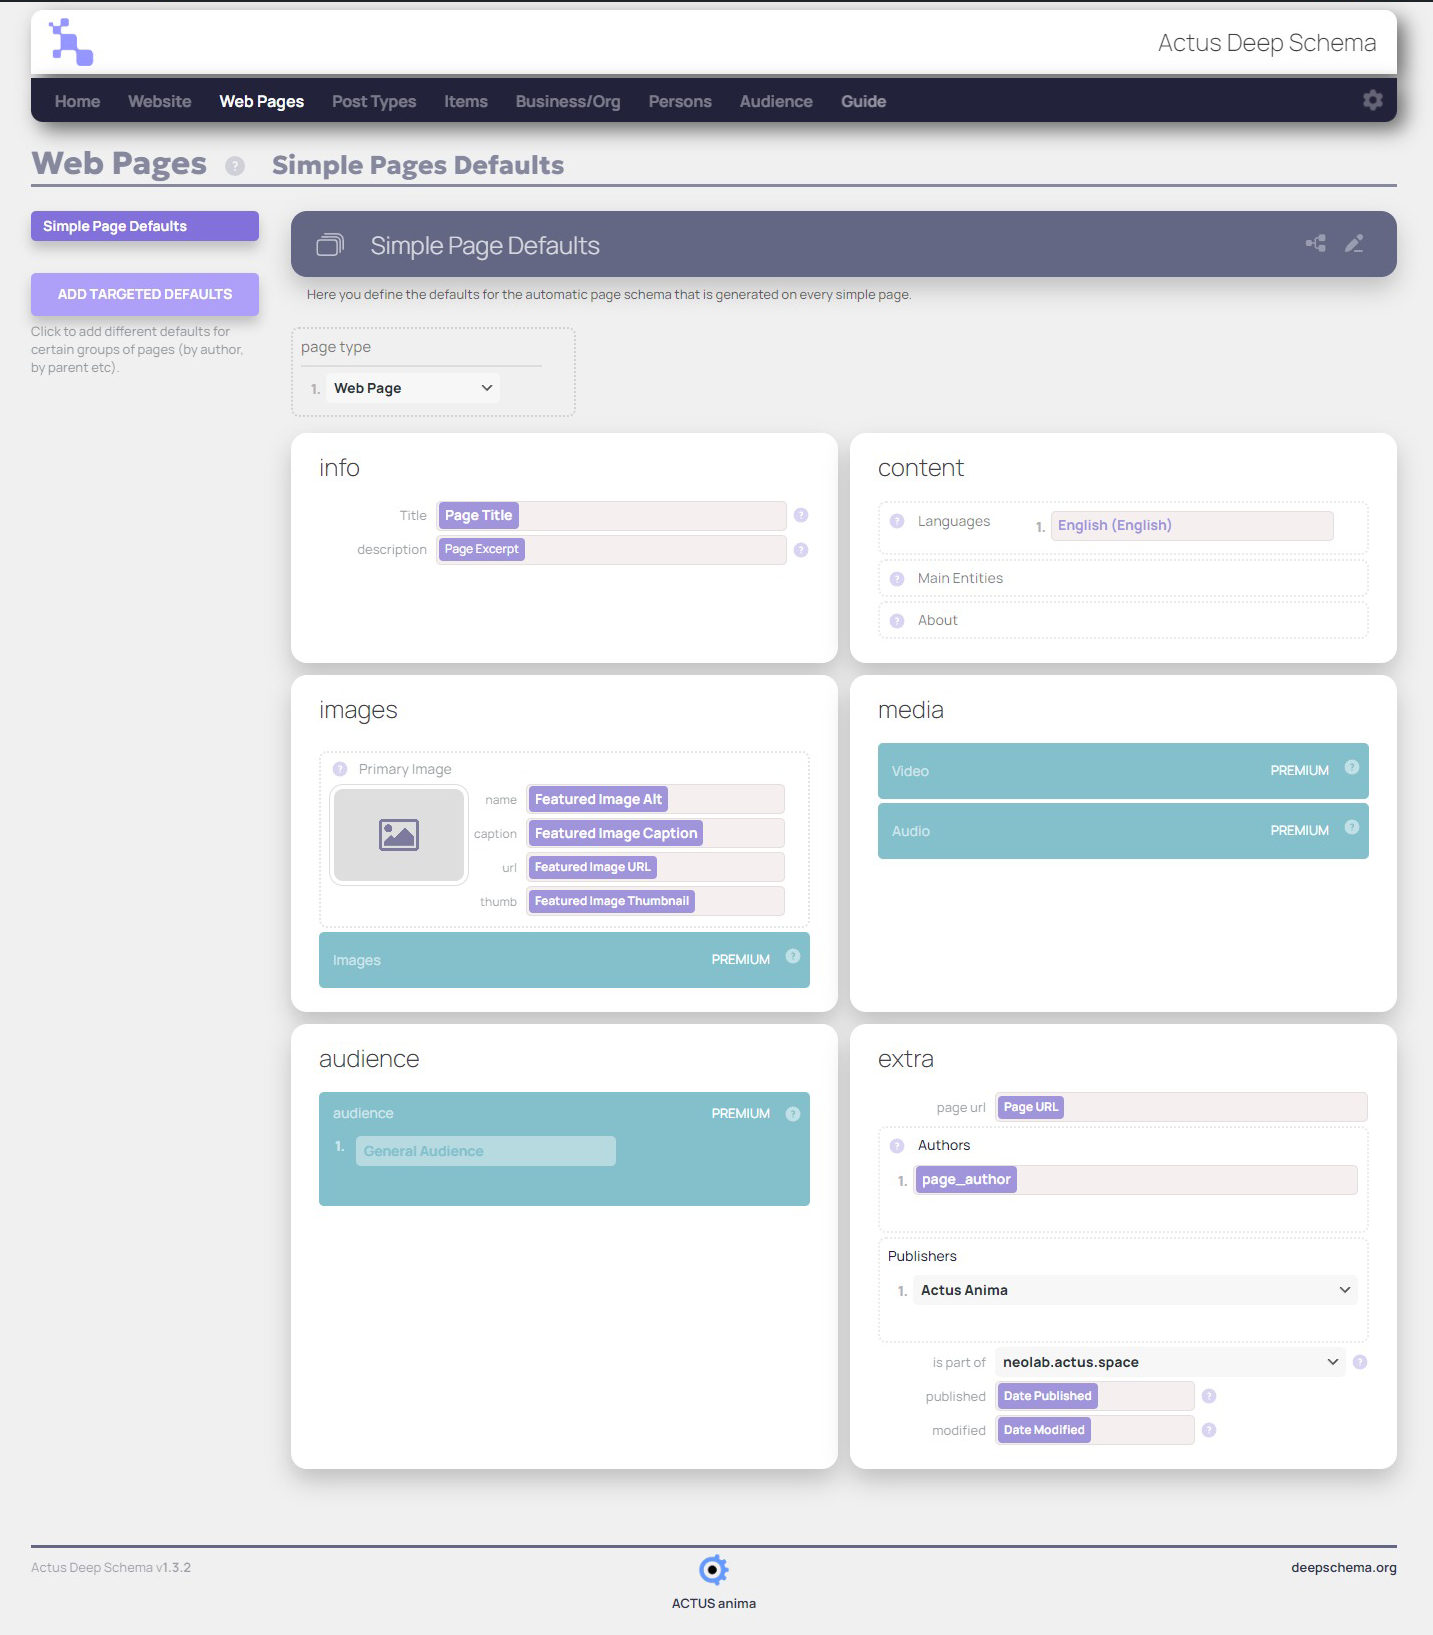 Actus Deep Schema
Home Website Web Pages Post Types Items Business/Org Persons Audience Guide
Web Pages ? Simple Pages Defaults
Simple Page Defaults
ADD TARGETED DEFAULTS
Click to add different defaults for
certain groups of pages (by author,
by parent etc).
Simple Page Defaults
Here you define the defaults for the automatic page schema that is generated on every simple page.
page type
1. Web Page
info
Title Page Title ?
description Page Excerpt ?
content
? Languages 1. English (English)
? Main Entities
? About
images
? Primary Image
name Featured Image Alt
caption Featured Image Caption
url Featured Image URL
thumb Featured Image Thumbnail
Images PREMIUM ?
media
Video PREMIUM ?
Audio PREMIUM ?
audience
audience PREMIUM ?
1. General Audience
extra
page url Page URL
? Authors
1. page_author
Publishers
1. Actus Anima
is part of neolab.actus.space ?
published Date Published ?
modified Date Modified ?
Actus Deep Schema v1.3.2
ACTUS anima
deepschema.org